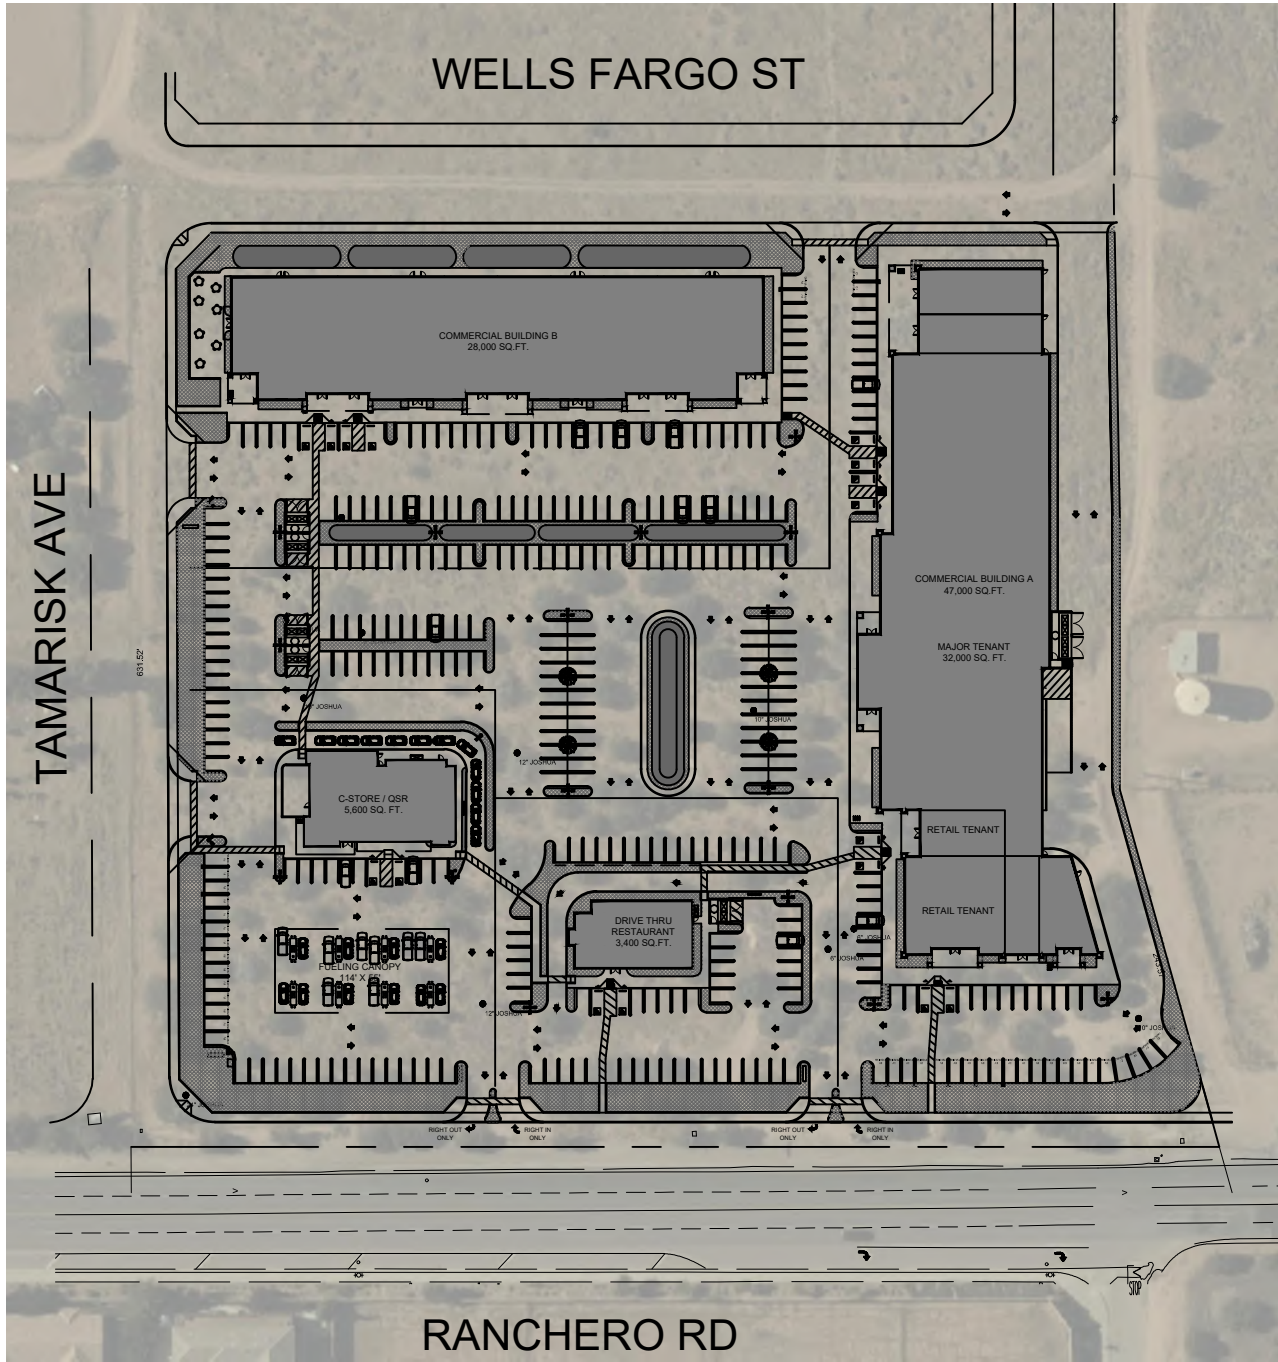 WELLS FARGO ST
COMMERCIAL BUILDING B
28,000 SQ.FT.
TAMARISK AVE
COMMERCIAL BUILDING A
47,000 SQ.FT.
MAJOR TENANT
32,000 SQ. FT.
631.52'
10" JOSHUA
12" JOSHUA
C-STORE / QSR
5,600 SQ. FT.
RETAIL TENANT
RETAIL TENANT
DRIVE THRU
RESTAURANT
3,400 SQ.FT.
6" JOSHUA
6" JOSHUA
FUELING CANOPY
114' X 55'
12" JOSHUA
RIGHT OUT
ONLY
RIGHT IN
ONLY
RIGHT OUT
ONLY
RIGHT IN
ONLY
STOP
RANCHERO RD